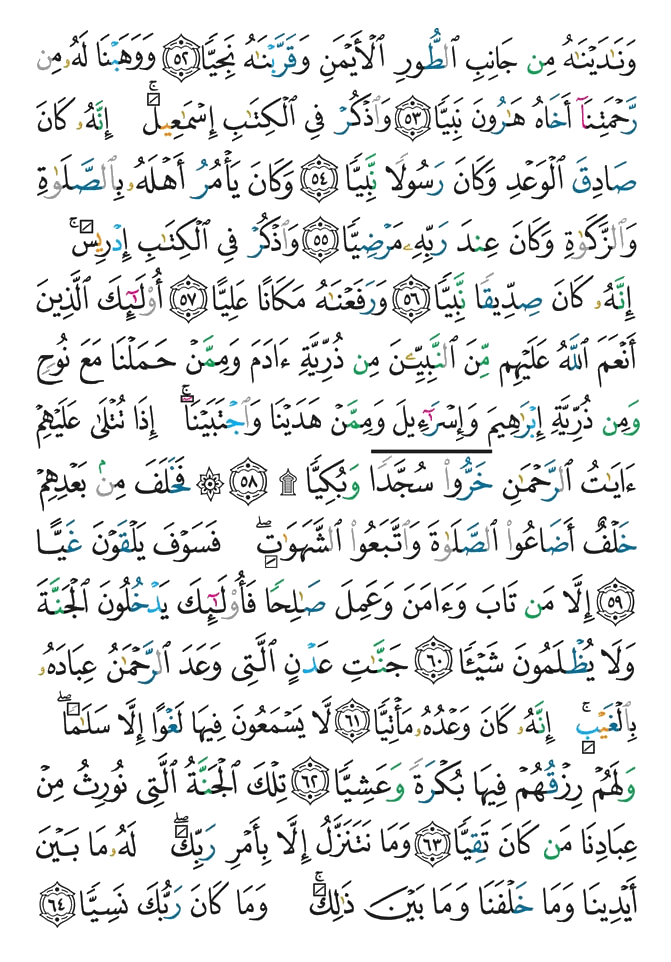 وَنَٰدَيْنَٰهُ مِن جَانِبِ ٱلطُّورِ ٱلْأَيْمَنِ وَقَرَّبْنَٰهُ نَجِيًّا ٥٢ وَوَهَبْنَا لَهُۥ مِن
رَّحْمَتِنَآ أَخَاهُ هَٰرُونَ نَبِيًّا ٥٣ وَٱذْكُرْ فِي ٱلْكِتَٰبِ إِسْمَٰعِيلَۚ إِنَّهُۥ كَانَ
صَادِقَ ٱلْوَعْدِ وَكَانَ رَسُولًا نَّبِيًّا ٥٤ وَكَانَ يَأْمُرُ أَهْلَهُۥ بِٱلصَّلَوٰةِ
وَٱلزَّكَوٰةِ وَكَانَ عِندَ رَبِّهِۦ مَرْضِيًّا ٥٥ وَٱذْكُرْ فِي ٱلْكِتَٰبِ إِدْرِيسَۚ
إِنَّهُۥ كَانَ صِدِّيقًا نَّبِيًّا ٥٦ وَرَفَعْنَٰهُ مَكَانًا عَلِيًّا ٥٧ أُوْلَٰٓئِكَ ٱلَّذِينَ
أَنْعَمَ ٱللَّهُ عَلَيْهِم مِّنَ ٱلنَّبِيِّـۧنَ مِن ذُرِّيَّةِ ءَادَمَ وَمِمَّنْ حَمَلْنَا مَعَ نُوحٍ
وَمِن ذُرِّيَّةِ إِبْرَٰهِيمَ وَإِسْرَٰٓءِيلَ وَمِمَّنْ هَدَيْنَا وَٱجْتَبَيْنَآۚ إِذَا تُتْلَىٰ عَلَيْهِمْ
ءَايَٰتُ ٱلرَّحْمَٰنِ خَرُّواْ سُجَّدًا وَبُكِيًّا ۩ ٥٨ ۞ فَخَلَفَ مِنۢ بَعْدِهِمْ
خَلْفٌ أَضَاعُواْ ٱلصَّلَوٰةَ وَٱتَّبَعُواْ ٱلشَّهَوَٰتِۖ فَسَوْفَ يَلْقَوْنَ غَيًّا
٥٩ إِلَّا مَن تَابَ وَءَامَنَ وَعَمِلَ صَٰلِحًا فَأُوْلَٰٓئِكَ يَدْخُلُونَ ٱلْجَنَّةَ
وَلَا يُظْلَمُونَ شَيْـًٔا ٦٠ جَنَّٰتِ عَدْنٍ ٱلَّتِي وَعَدَ ٱلرَّحْمَٰنُ عِبَادَهُۥ
بِٱلْغَيْبِۚ إِنَّهُۥ كَانَ وَعْدُهُۥ مَأْتِيًّا ٦١ لَّا يَسْمَعُونَ فِيهَا لَغْوًا إِلَّا سَلَٰمًاۖ
وَلَهُمْ رِزْقُهُمْ فِيهَا بُكْرَةً وَعَشِيًّا ٦٢ تِلْكَ ٱلْجَنَّةُ ٱلَّتِي نُورِثُ مِنْ
عِبَادِنَا مَن كَانَ تَقِيًّا ٦٣ وَمَا نَتَنَزَّلُ إِلَّا بِأَمْرِ رَبِّكَۖ لَهُۥ مَا بَيْنَ
أَيْدِينَا وَمَا خَلْفَنَا وَمَا بَيْنَ ذَٰلِكَۚ وَمَا كَانَ رَبُّكَ نَسِيًّا ٦٤